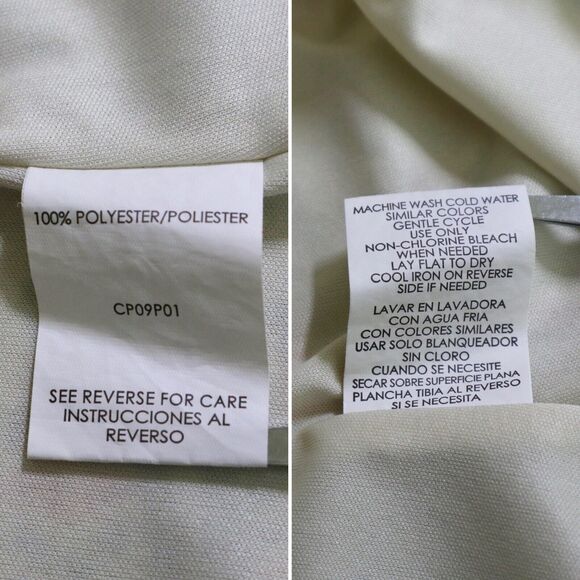 100% POLYESTER/POLIESTER
CP09P01
SEE REVERSE FOR CARE
INSTRUCCIONES AL
REVERSO
MACHINE WASH COLD WATER
SIMILAR COLORS
GENTLE CYCLE
USE ONLY
NON-CHLORINE BLEACH
WHEN NEEDED
LAY FLAT TO DRY
COOL IRON ON REVERSE
SIDE IF NEEDED
LAVAR EN LAVADORA
CON AGUA FRIA
CON COLORES SIMILARES
USAR SOLO BLANQUEADOR
SIN CLORO
CUANDO SE NECESITE
SECAR SOBRE SUPERFICIE PLANA
PLANCHA TIBIA AL REVERSO
SI SE NECESITA